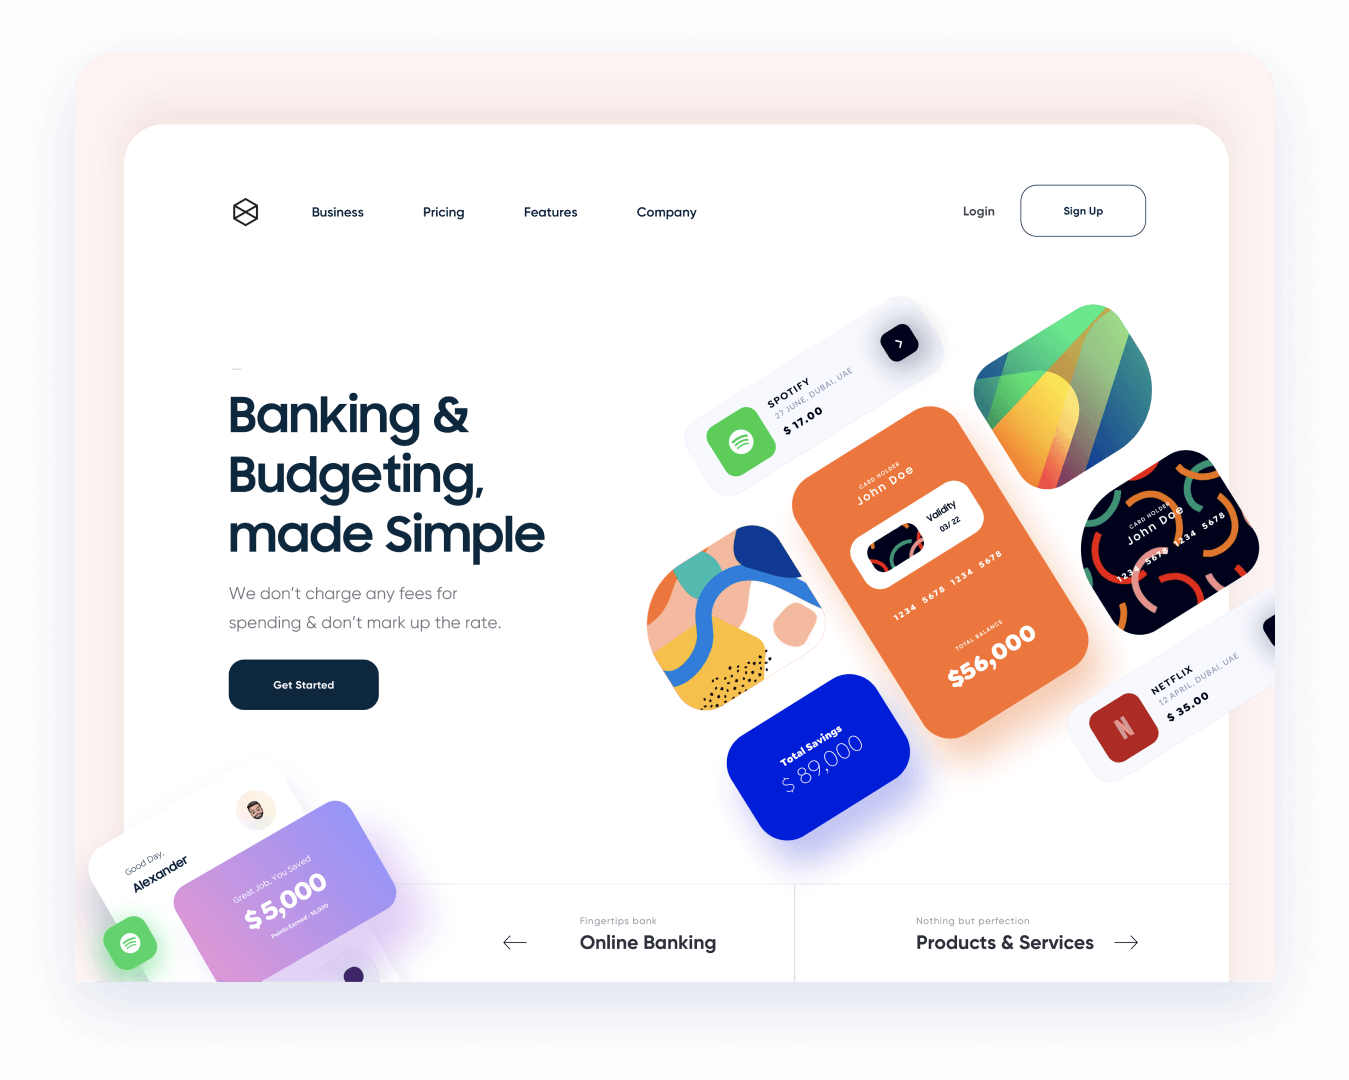 Business
Pricing
Features
Company
Login
Sign Up
Banking &
Budgeting,
made Simple
We don't charge any fees for
spending & don't mark up the rate.
Get Started
SPOTIFY
27 JUNE, DUBAI, UAE
$ 17.00
CARD HOLDER
John Doe
Validity
03/ 22
1234 5678 1234 5678
TOTAL BALANCE
$56,000
CARD HOLDER
John Doe
1234 5678 1234 5678
NETFLIX
12 APRIL, DUBAI, UAE
$ 35.00
N
Total Savings
$ 89,000
Good Day,
Alexander
Great Job, You Saved
$5,000
Points Earned : 10,000
Fingertips bank
Online Banking
Nothing but perfection
Products & Services